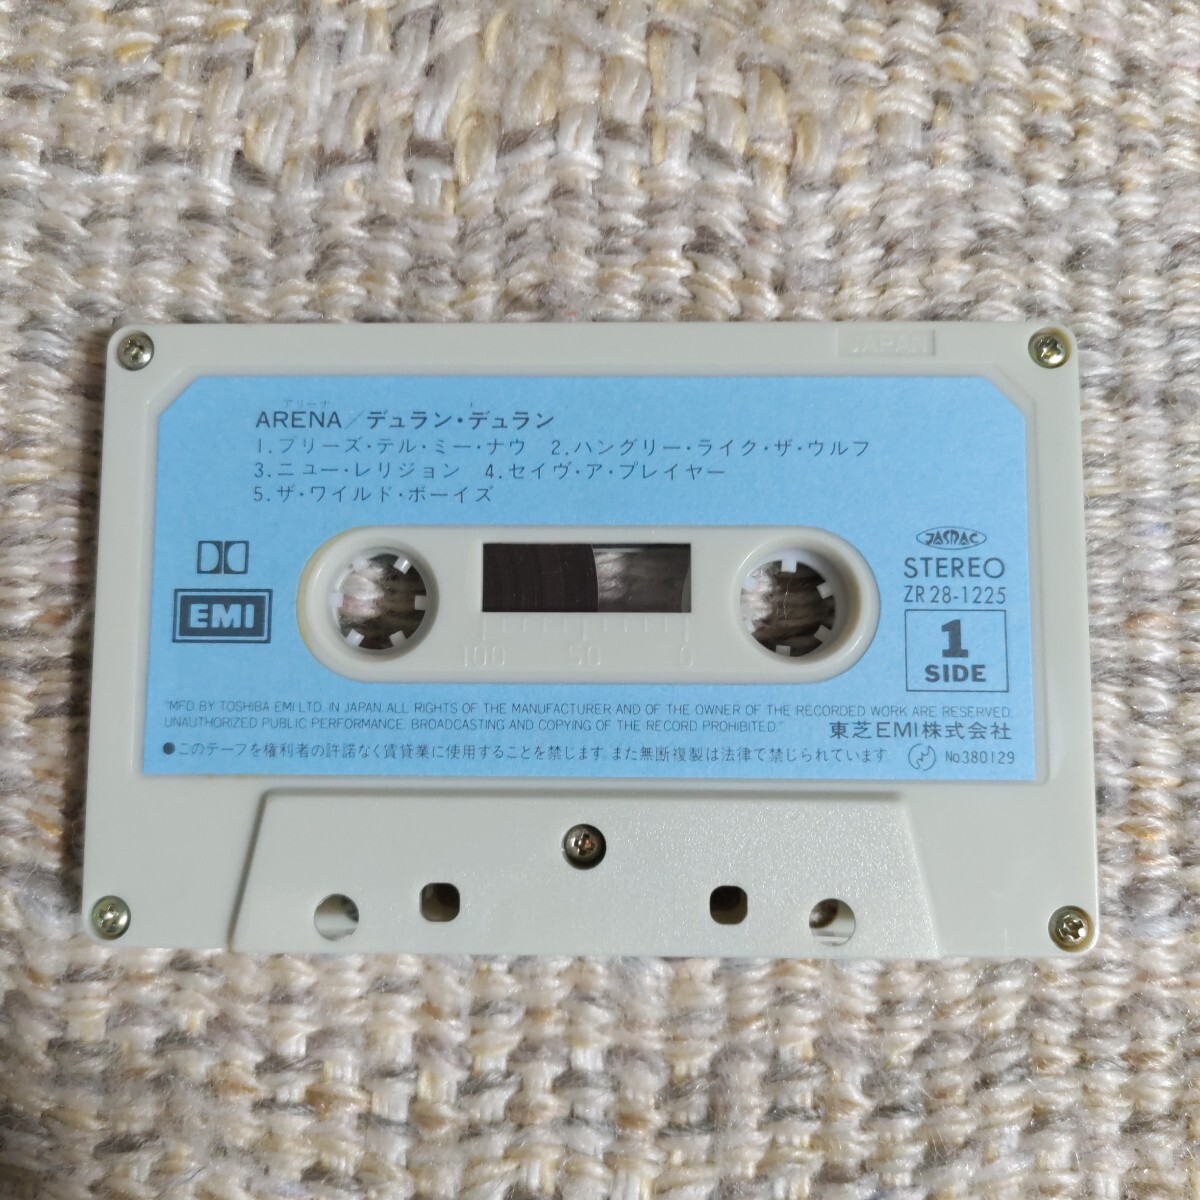 JAPAN
アリーナ
ARENA/デュラン・デュラン
1.プリーズ・テル・ミー・ナウ 2.ハングリー・ライク・ザ・ウルフ
3.ニュー・レリジョン 4.セイヴ・ア・プレイヤー
5.ザ・ワイルド・ボーイズ
EMI
JASRAC
STEREO
ZR28-1225
1
SIDE
100 50 0
"MFD. BY TOSHIBA EMI LTD. IN JAPAN. ALL RIGHTS OF THE MANUFACTURER AND OF THE OWNER OF THE RECORDED WORK ARE RESERVED.
UNAUTHORIZED PUBLIC PERFORMANCE. BROADCASTING AND COPYING OF THE RECORD PROHIBITED."
東芝EMI株式会社
●このテープを権利者の許諾なく賃貸業に使用することを禁じます。また無断複製は法律で禁じられています。
No.380129